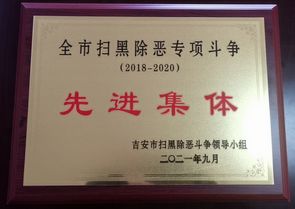 全市扫黑除恶专项斗争
(2018-2020)
先进集体
吉安市扫黑除恶斗争领导小组
二〇二一年九月